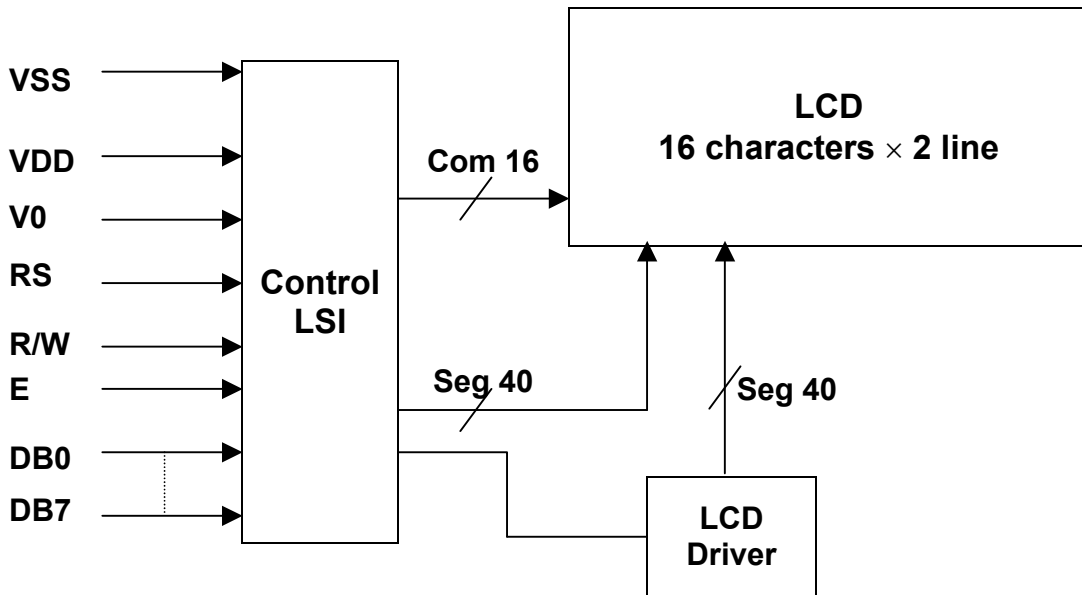 VSS
VDD
V0
RS
R/W
E
DB0
DB7
Control
LSI
Com 16
Seg 40
LCD
16 characters × 2 line
Seg 40
LCD
Driver